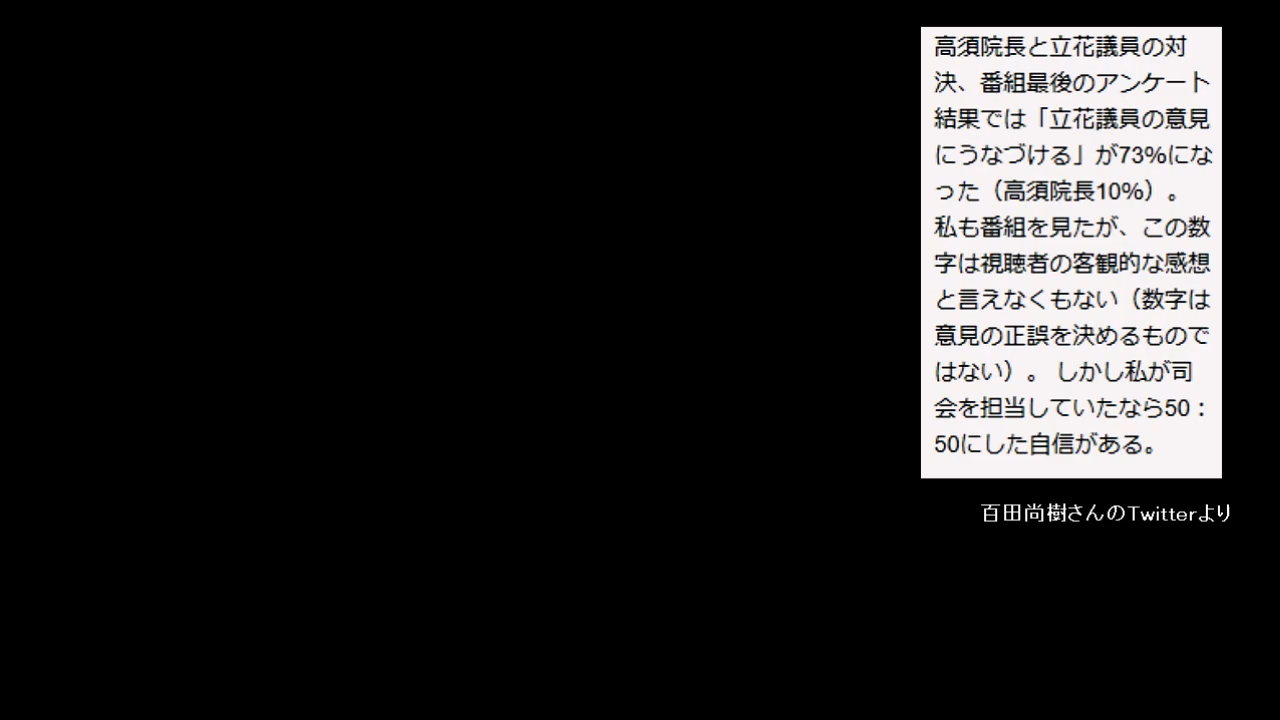 高須院長と立花議員の対
決、番組最後のアンケート
結果では「立花議員の意見
にうなづける」が73%にな
った（高須院長10%）。
私も番組を見たが、この数
字は視聴者の客観的な感想
と言えなくもない（数字は
意見の正誤を決めるもので
はない）。 しかし私が司
会を担当していたなら50：
50にした自信がある。
百田尚樹さんのTwitterより